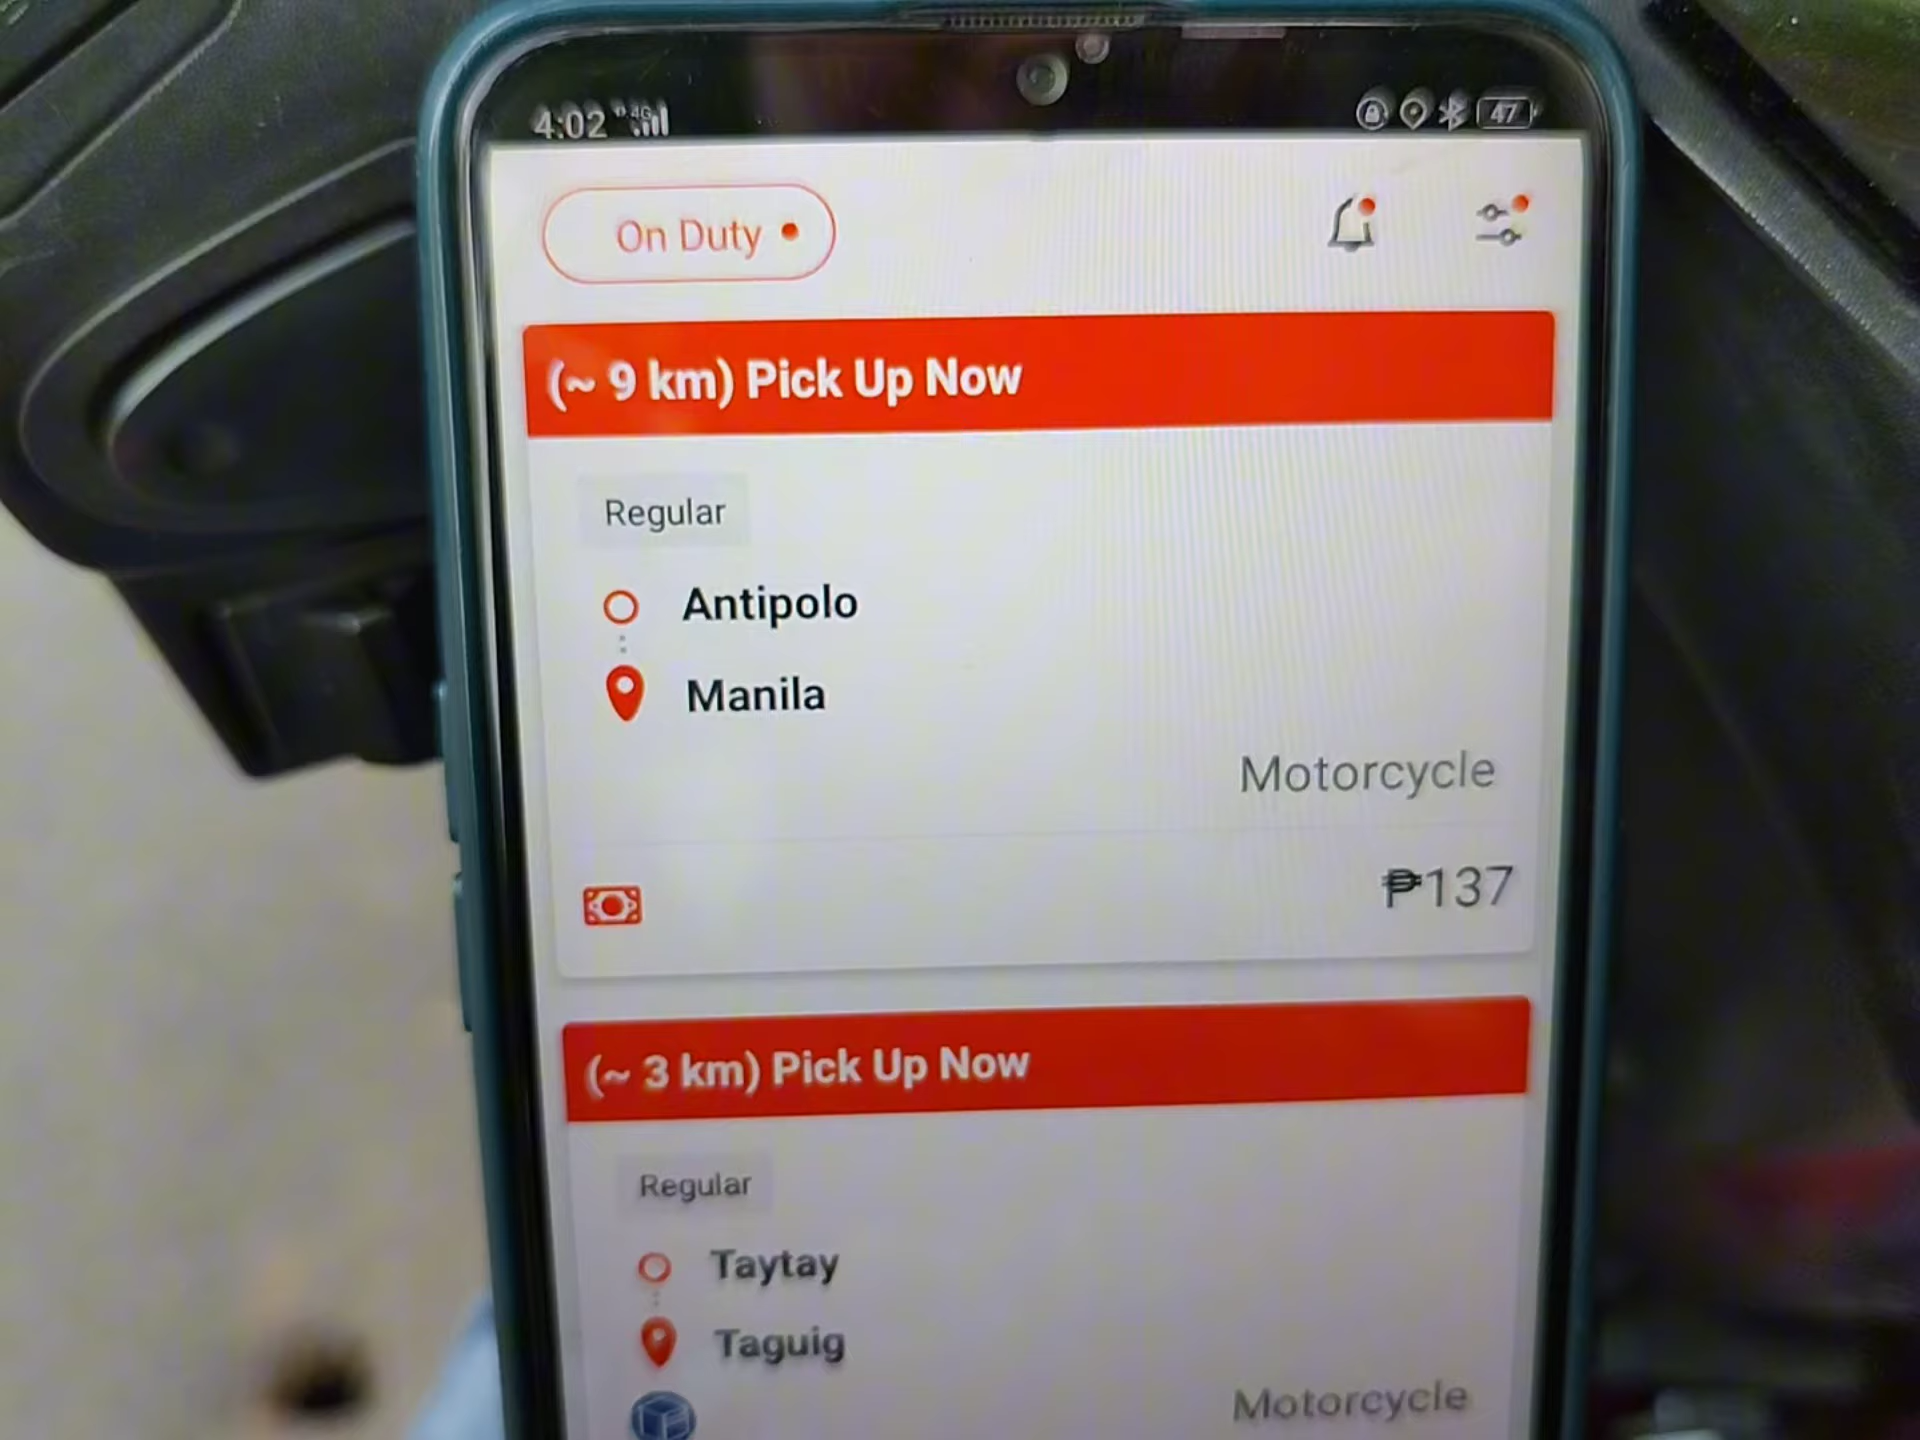 4:02 4G 47
On Duty
(~ 9 km) Pick Up Now
Regular
Antipolo
Manila
Motorcycle
₱137
(~ 3 km) Pick Up Now
Regular
Taytay
Taguig
Motorcycle